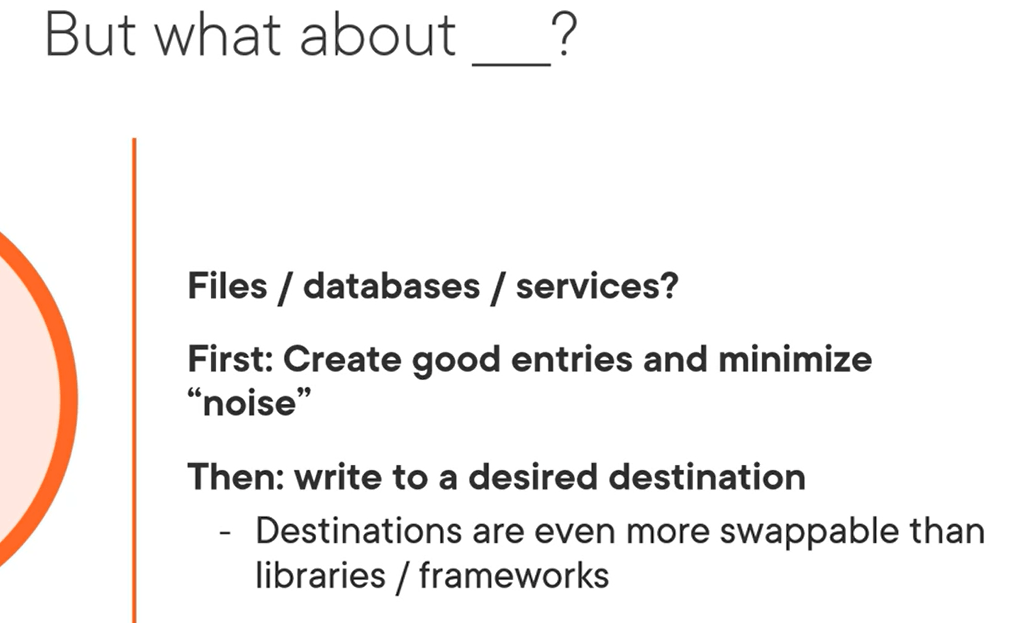 But what about ___?
Files / databases / services?
First: Create good entries and minimize
“noise”
Then: write to a desired destination
- Destinations are even more swappable than
libraries / frameworks